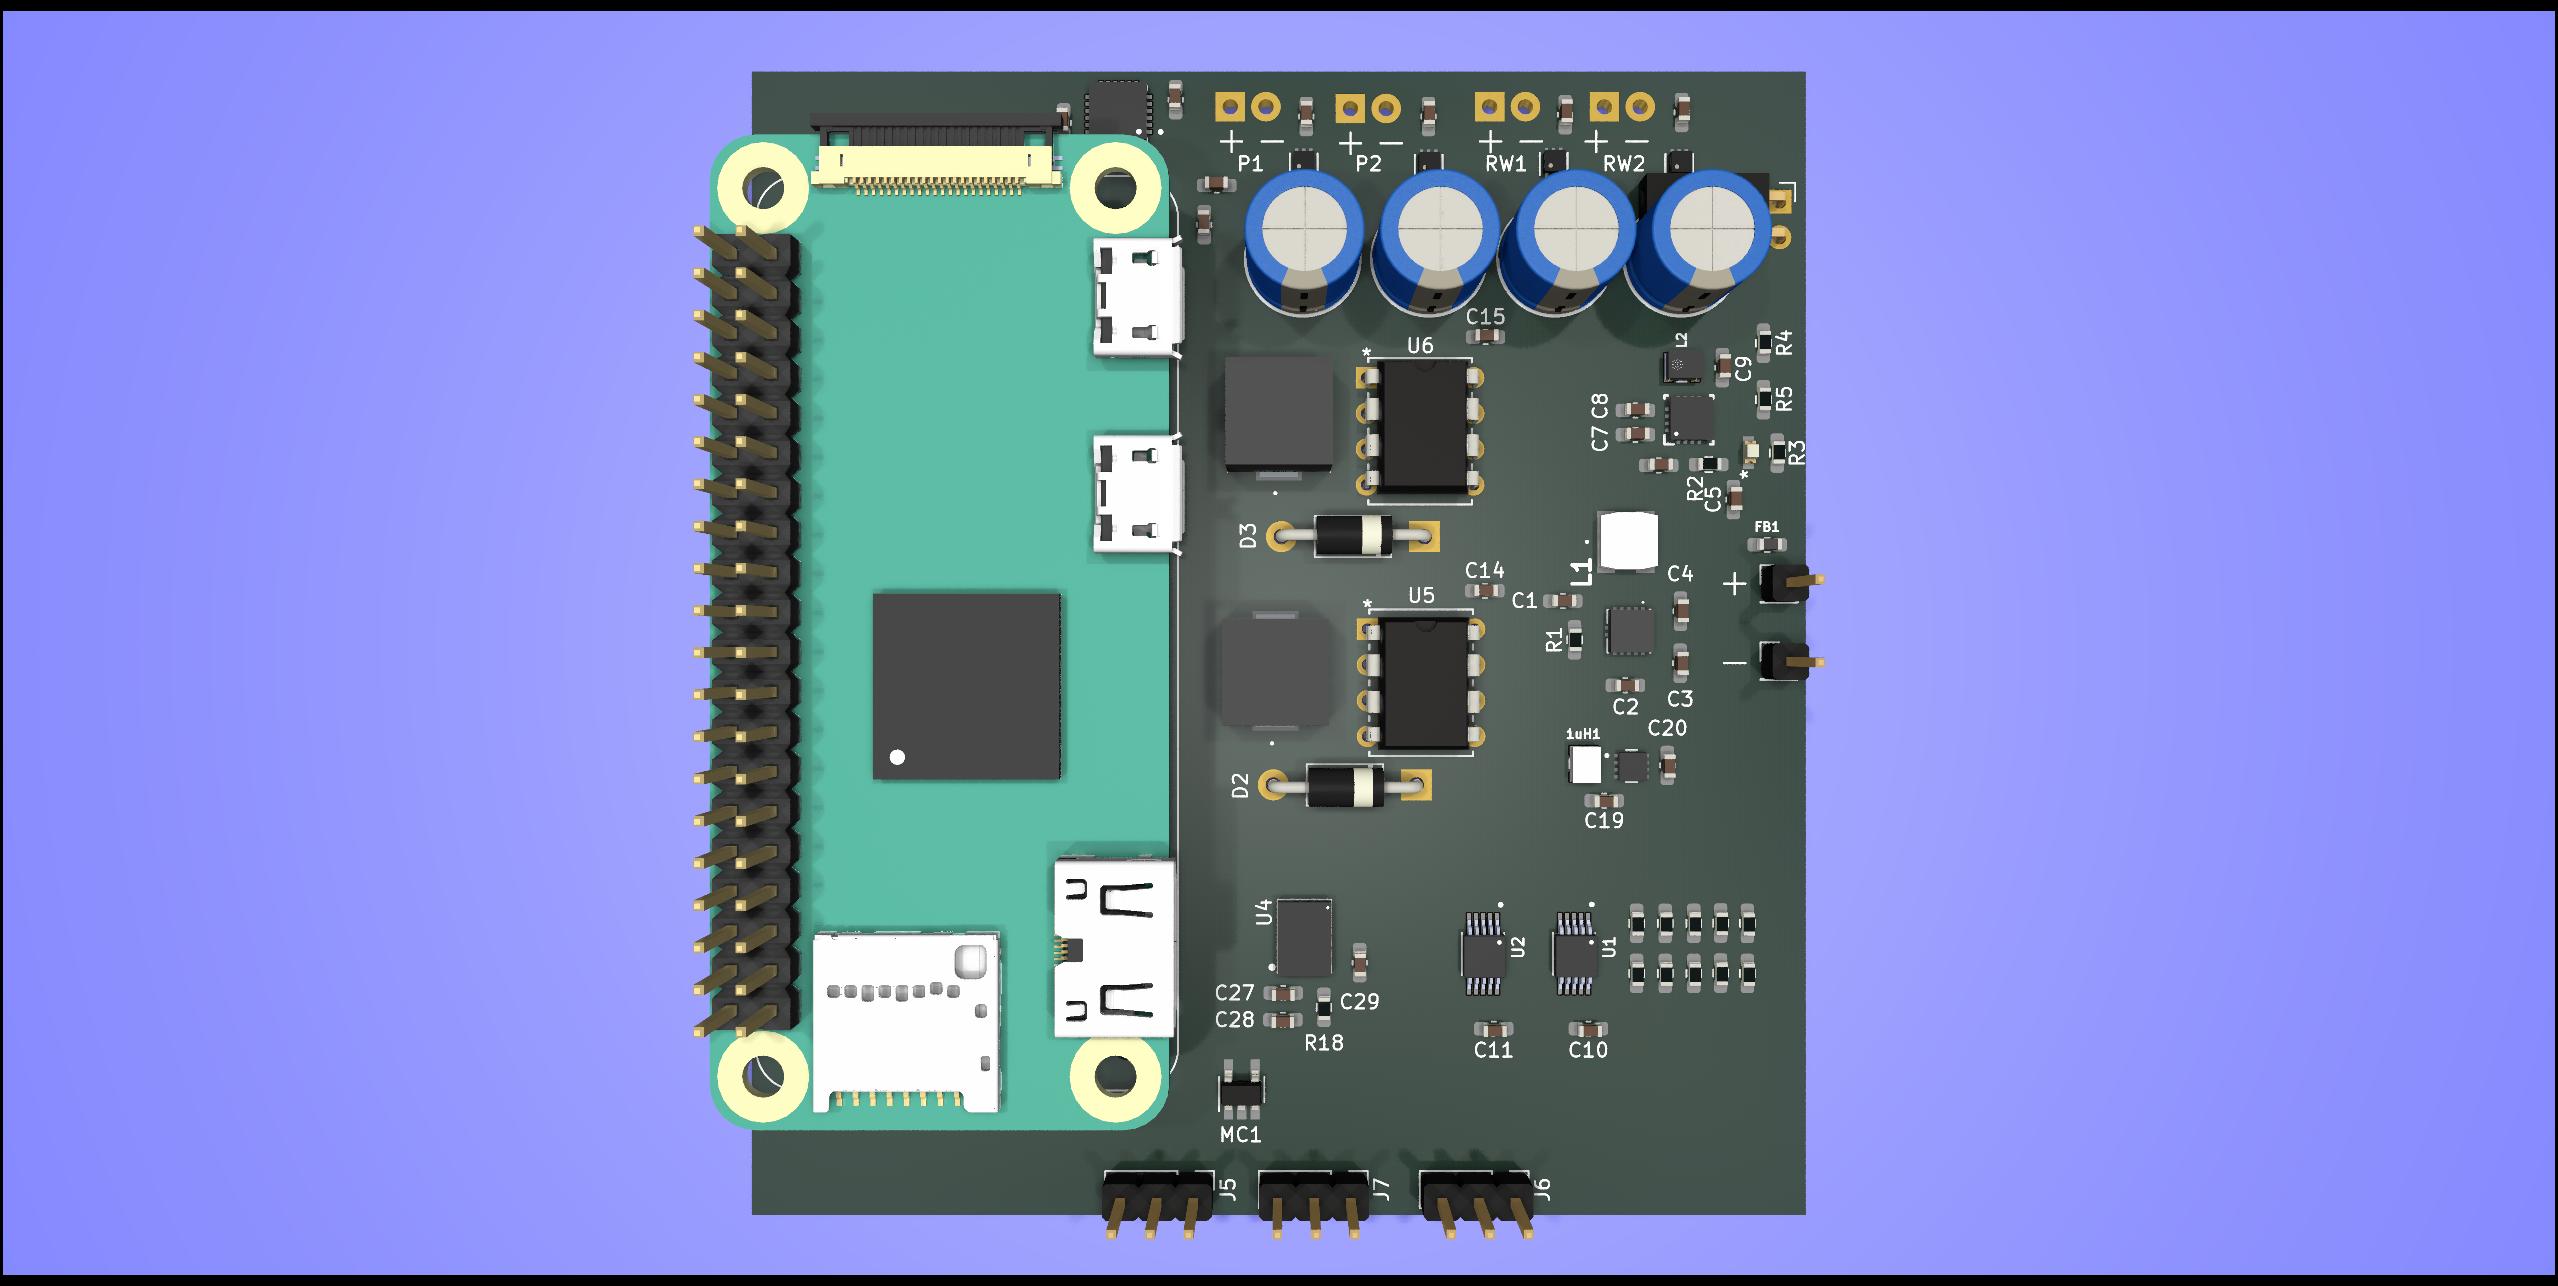 + −
P1
+ −
P2
+ −
RW1
+ −
RW2
C15
*
U6
L2
C9
R4
R5
C8
C7
R3
*
R2
C5
D3
FB1
L1
C14
C4
+
*
U5
C1
R1
−
C2
C3
C20
1uH1
D2
C19
U4
U2
U1
C27
C29
C28
R18
C11
C10
MC1
J5
J7
J6